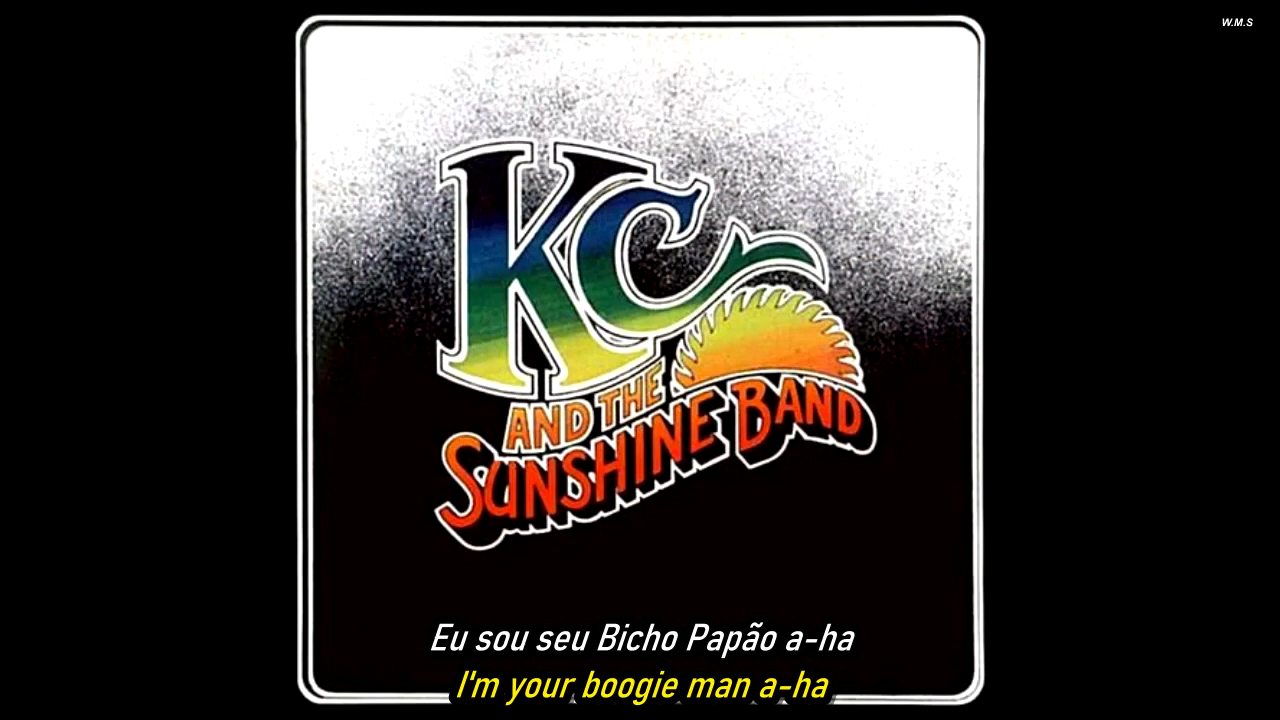 W.M.S
KC
AND THE
SUNSHINE BAND
Eu sou seu Bicho Papão a-ha
I'm your boogie man a-ha